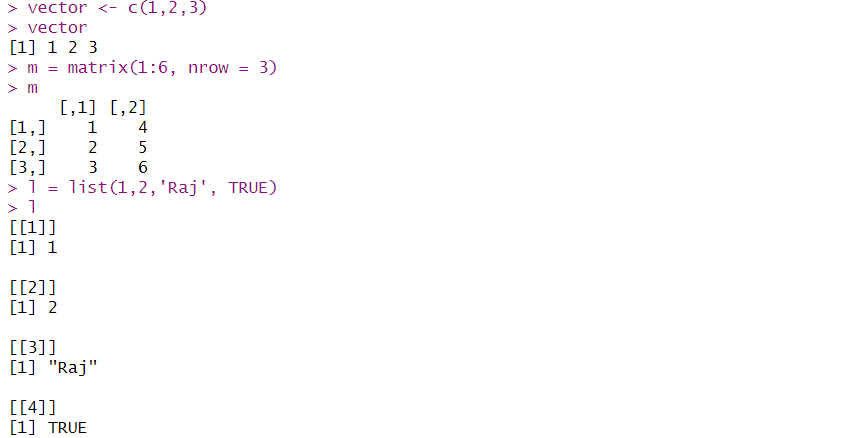 > vector <- c(1,2,3)
> vector
[1] 1 2 3
> m = matrix(1:6, nrow = 3)
> m
     [,1] [,2]
[1,]    1    4
[2,]    2    5
[3,]    3    6
> l = list(1,2,'Raj', TRUE)
> l
[[1]]
[1] 1

[[2]]
[1] 2

[[3]]
[1] "Raj"

[[4]]
[1] TRUE